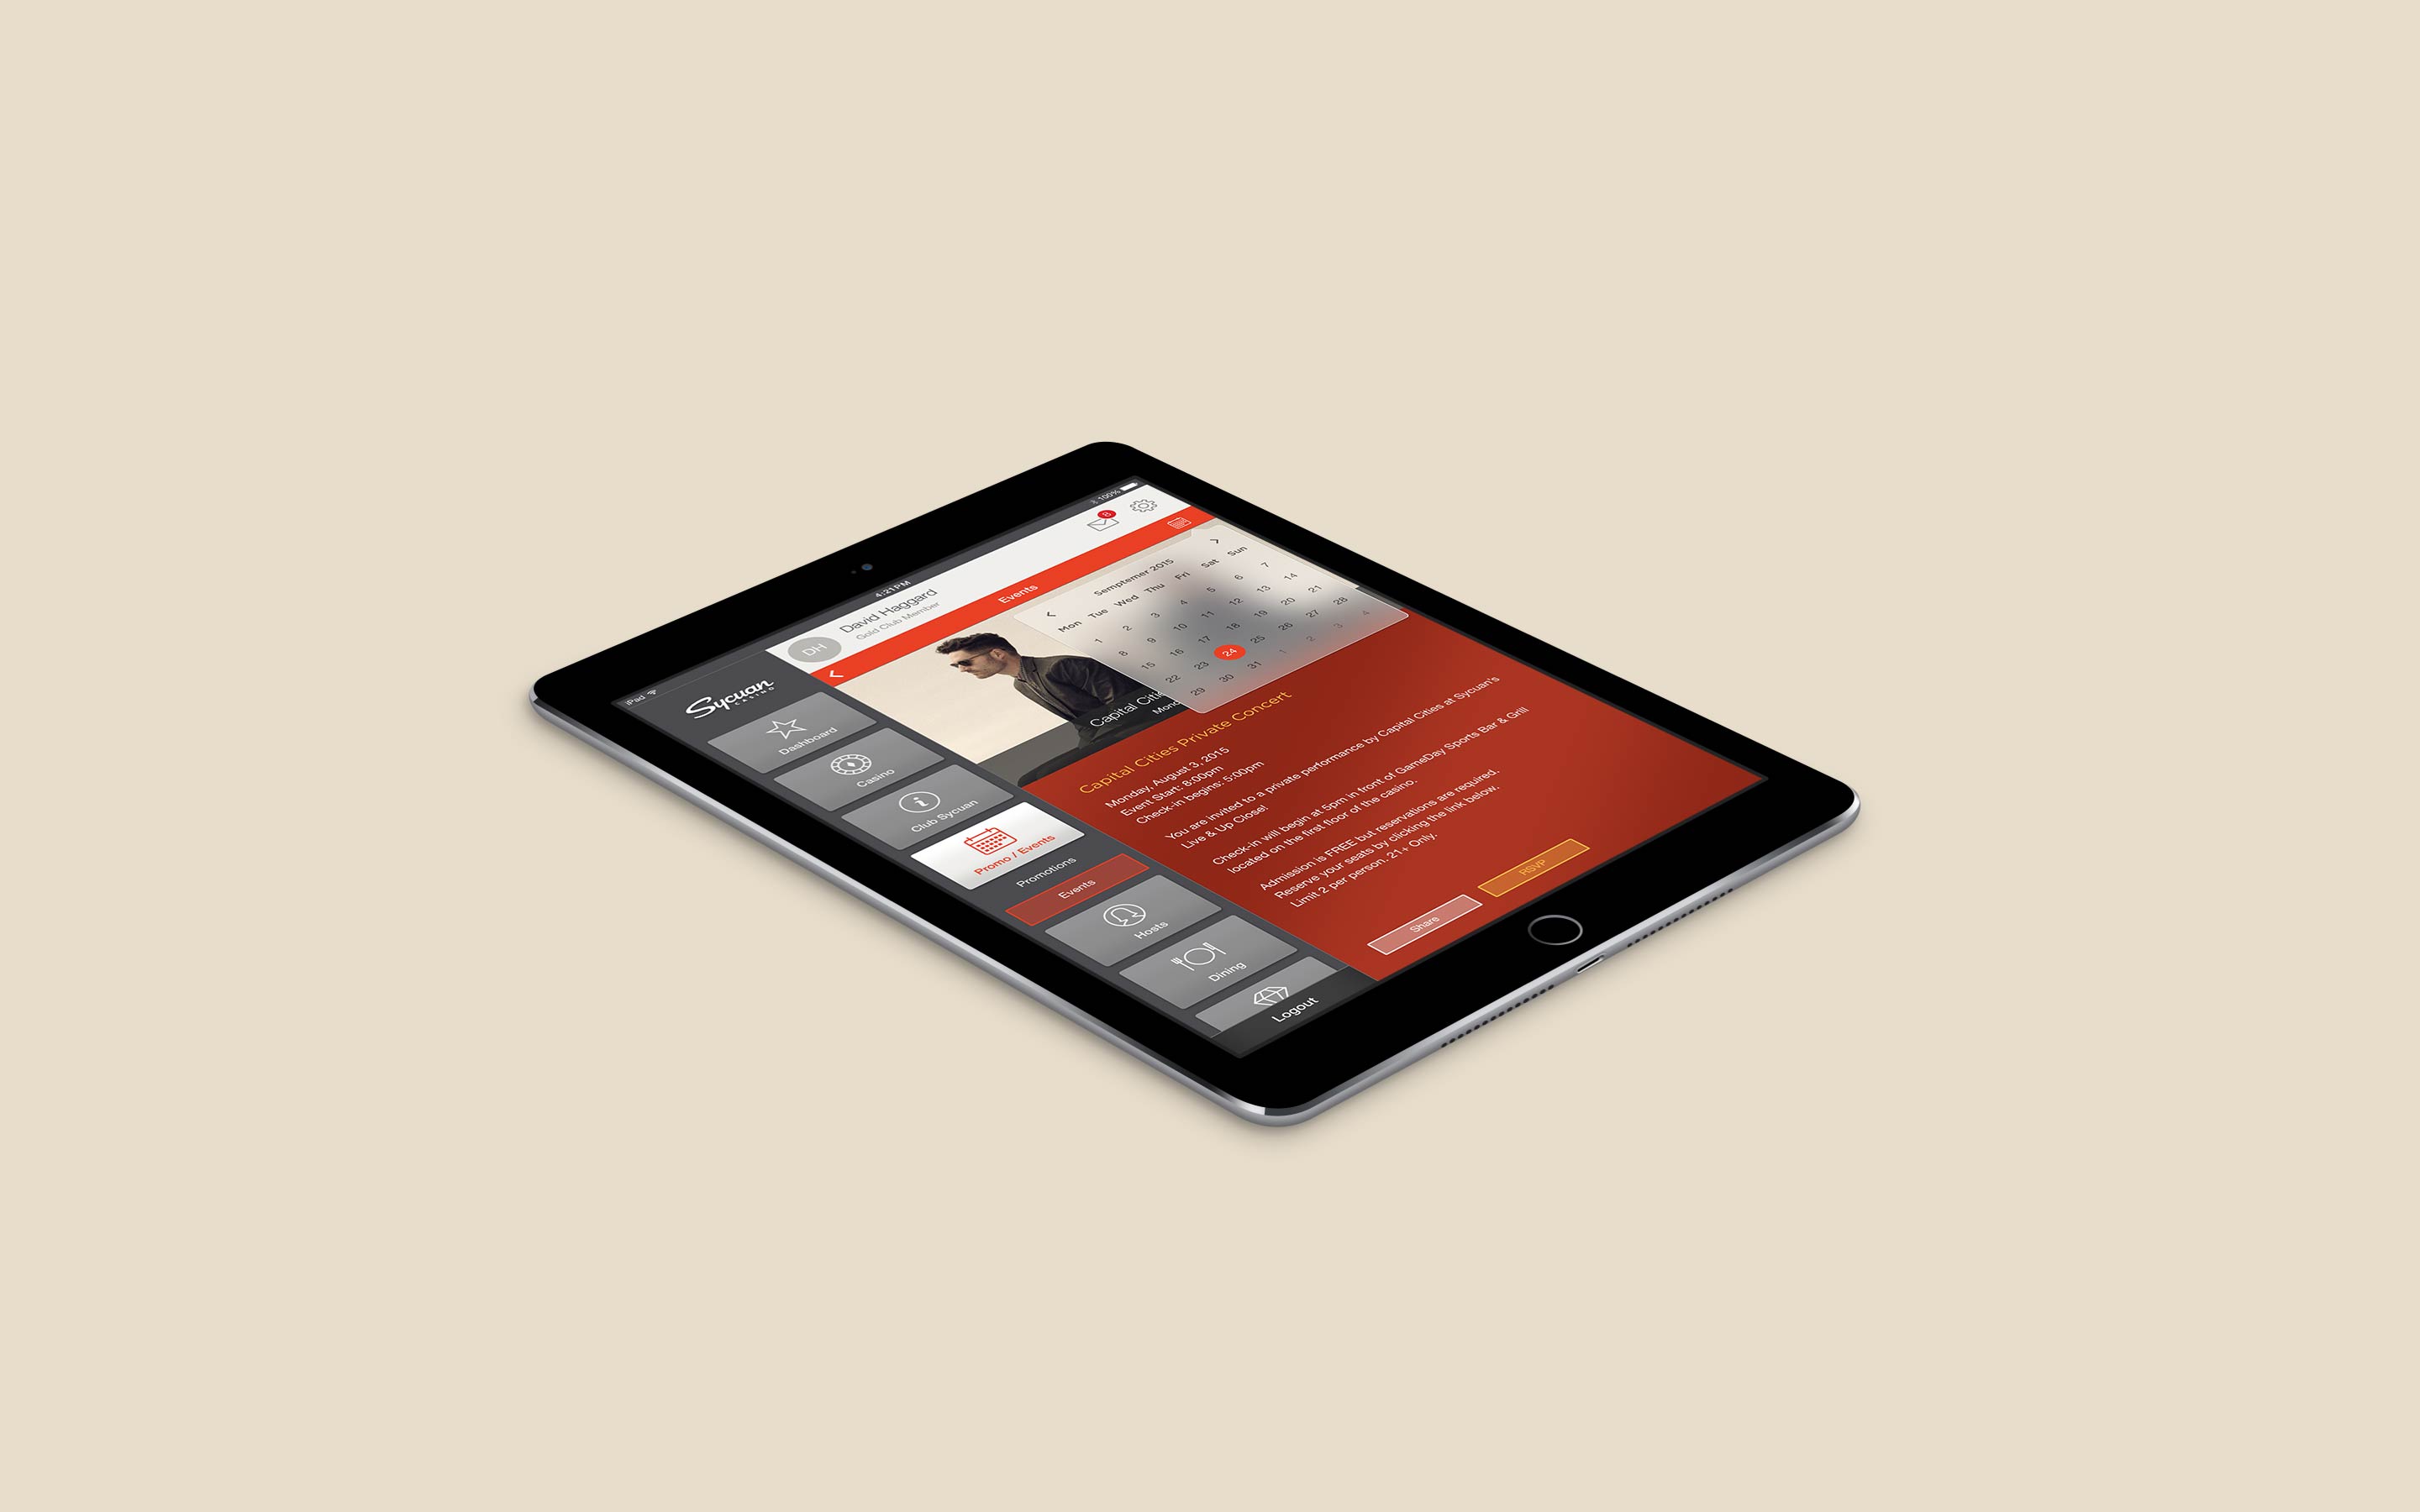 iPad
4:21PM
100%
Sycuan
CASINO
DH
David Haggard
Gold Club Member
8
Events
Dashboard
Casino
Club Sycuan
Promo / Events
Promotions
Events
Hosts
Dining
Logout
Semptemer 2015
Mon Tue Wed Thu Fri Sat Sun
1 2 3 4 5 6 7
8 9 10 11 12 13 14
15 16 17 18 19 20 21
22 23 24 25 26 27 28
29 30 31 1 2 3 4
Capital Citi
Mond
Capital Cities Private Concert
Monday, August 3, 2015
Event Start: 8:00pm
Check-in begins: 5:00pm
You are invited to a private performance by Capital Cities at Sycuan's
Live & Up Close!
Check-in will begin at 5pm in front of GameDay Sports Bar & Grill
located on the first floor of the casino.
Admission is FREE but reservations are required.
Reserve your seats by clicking the link below.
Limit 2 per person. 21+ Only.
Share
RSVP